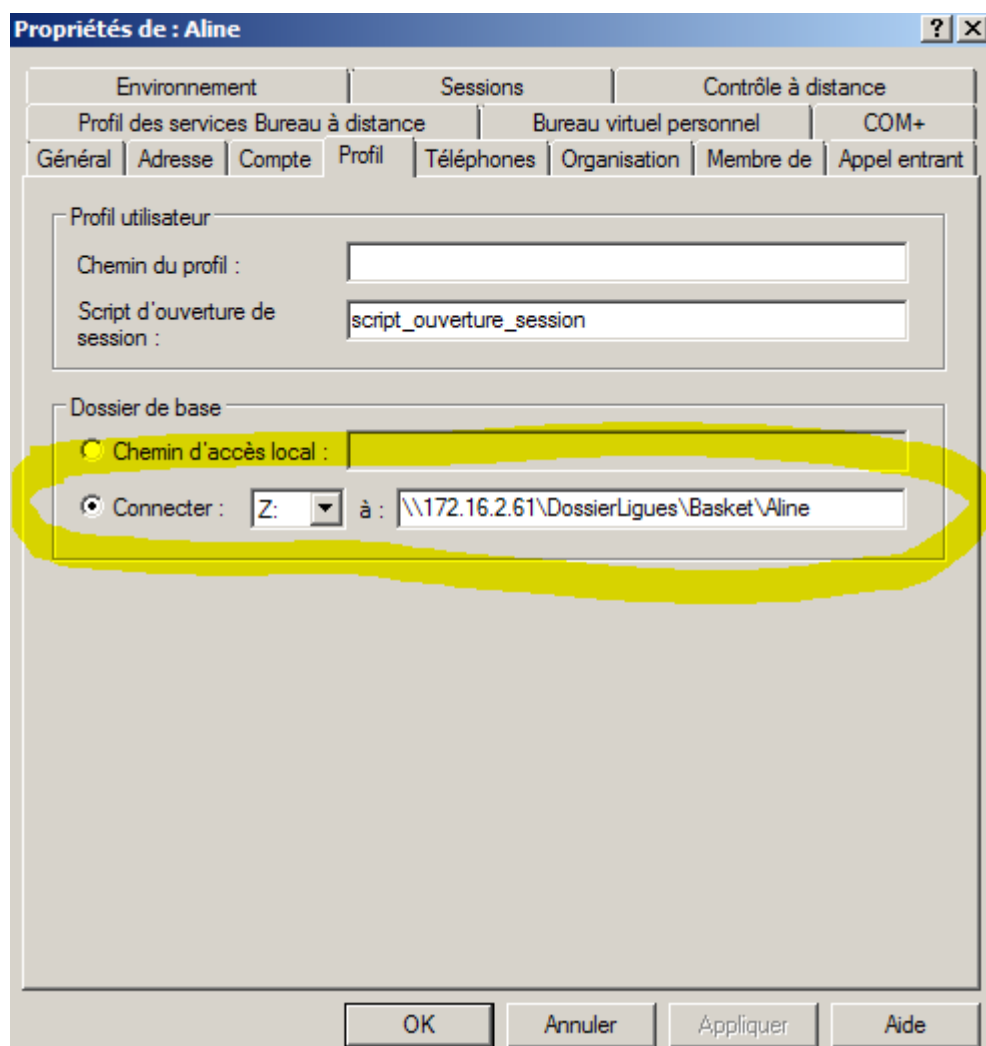 Propriétés de : Aline
Environnement Sessions Contrôle à distance
Profil des services Bureau à distance Bureau virtuel personnel COM+
Général Adresse Compte Profil Téléphones Organisation Membre de Appel entrant
Profil utilisateur
Chemin du profil :
Script d'ouverture de session : script_ouverture_session
Dossier de base
Chemin d'accès local :
Connecter : Z: à : \\172.16.2.61\DossierLigues\Basket\Aline
OK Annuler Appliquer Aide